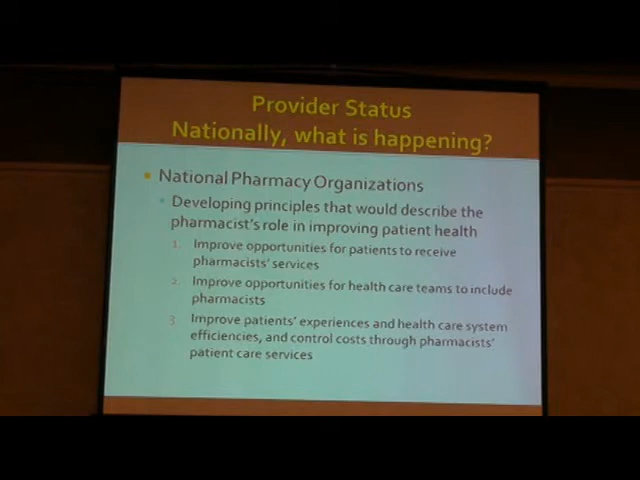 Provider Status
Nationally, what is happening?
National Pharmacy Organizations
Developing principles that would describe the
pharmacist's role in improving patient health
1. Improve opportunities for patients to receive
pharmacists' services
2. Improve opportunities for health care teams to include
pharmacists
3. Improve patients' experiences and health care system
efficiencies, and control costs through pharmacists'
patient care services